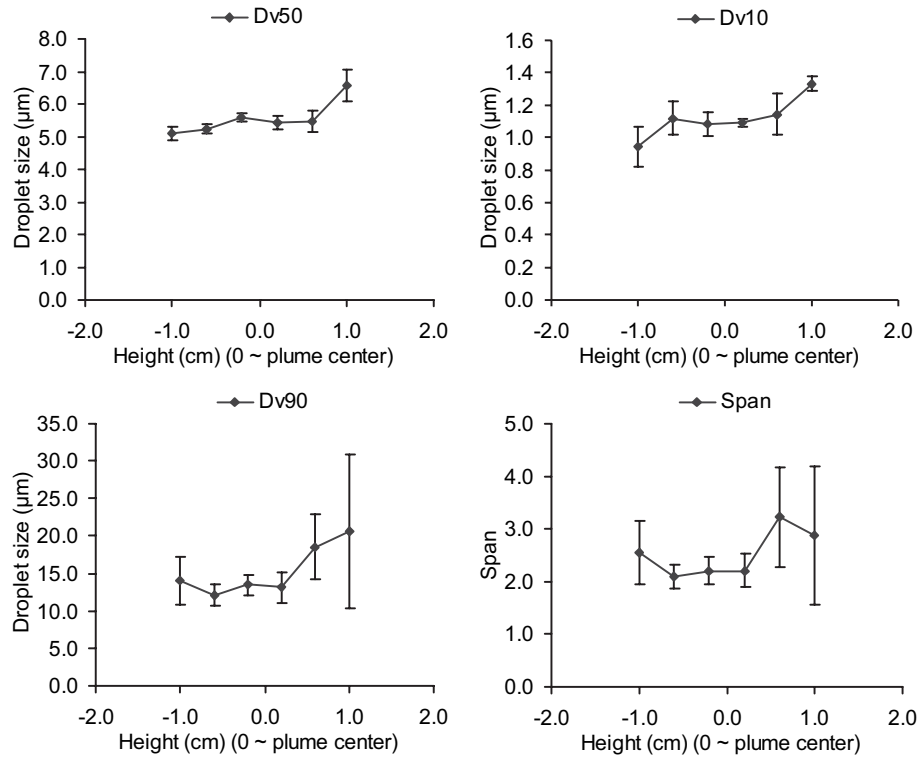 Dv50
8.0
7.0
6.0
5.0
4.0
3.0
2.0
1.0
0.0
Droplet size (μm)
-2.0 -1.0 0.0 1.0 2.0
Height (cm) (0 ~ plume center)
Dv10
1.6
1.4
1.2
1.0
0.8
0.6
0.4
0.2
0.0
Droplet size (μm)
-2.0 -1.0 0.0 1.0 2.0
Height (cm) (0 ~ plume center)
Dv90
35.0
30.0
25.0
20.0
15.0
10.0
5.0
0.0
Droplet size (μm)
-2.0 -1.0 0.0 1.0 2.0
Height (cm) (0 ~ plume center)
Span
5.0
4.0
3.0
2.0
1.0
0.0
Span
-2.0 -1.0 0.0 1.0 2.0
Height (cm) (0 ~ plume center)